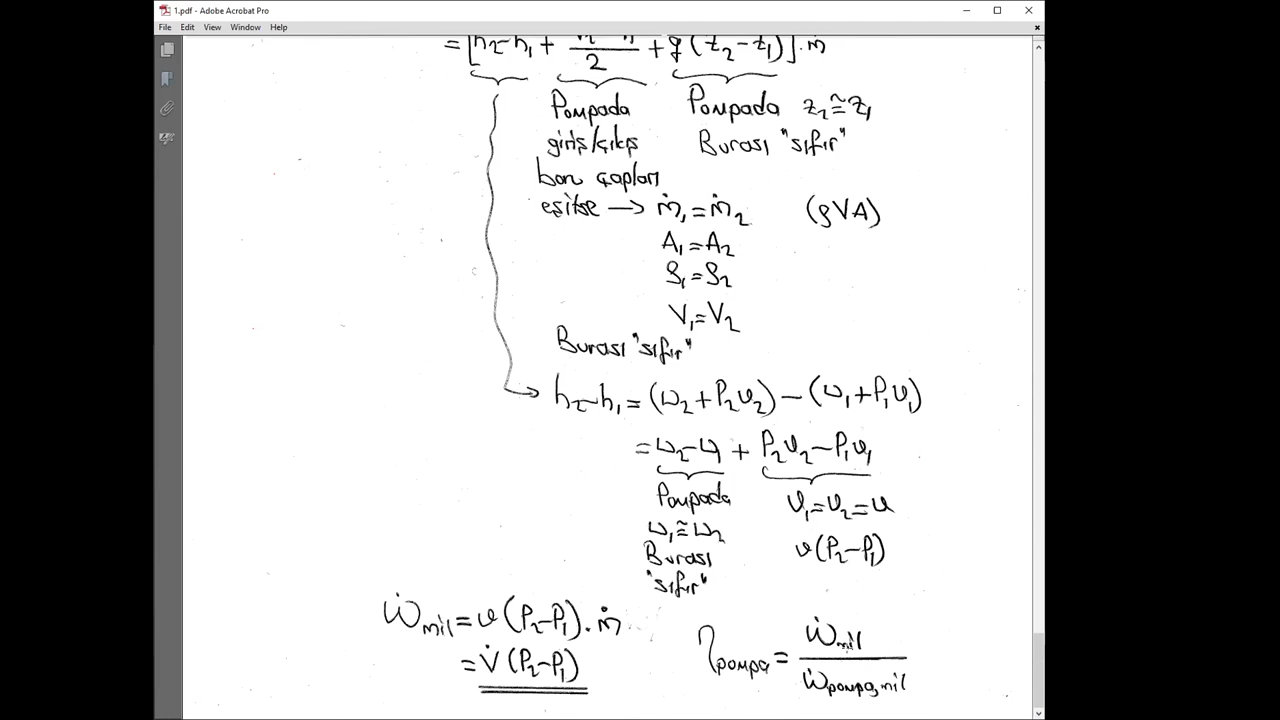 1.pdf - Adobe Acrobat Pro
File Edit View Window Help
= [h₂-h₁ + V₂² - V₁² / 2 + g(z₂-z₁)].ṁ
Pompada
giriş/çıkış
boru çapları
eşitse → ṁ₁=ṁ₂ (ρVA)
A₁=A₂
ρ₁=ρ₂
V₁=V₂
Burası "sıfır"
Pompada z₂≅z₁
Burası "sıfır"
h₂-h₁ = (u₂+P₂υ₂) - (u₁+P₁υ₁)
= u₂-u₁ + P₂υ₂-P₁υ₁
Pompada
u₁≅u₂
Burası
"sıfır"
υ₁=υ₂=υ
υ(P₂-P₁)
Ẇmil = υ(P₂-P₁).ṁ
= V̇(P₂-P₁)
ηpompa = Ẇmil / Ẇpompa,mil